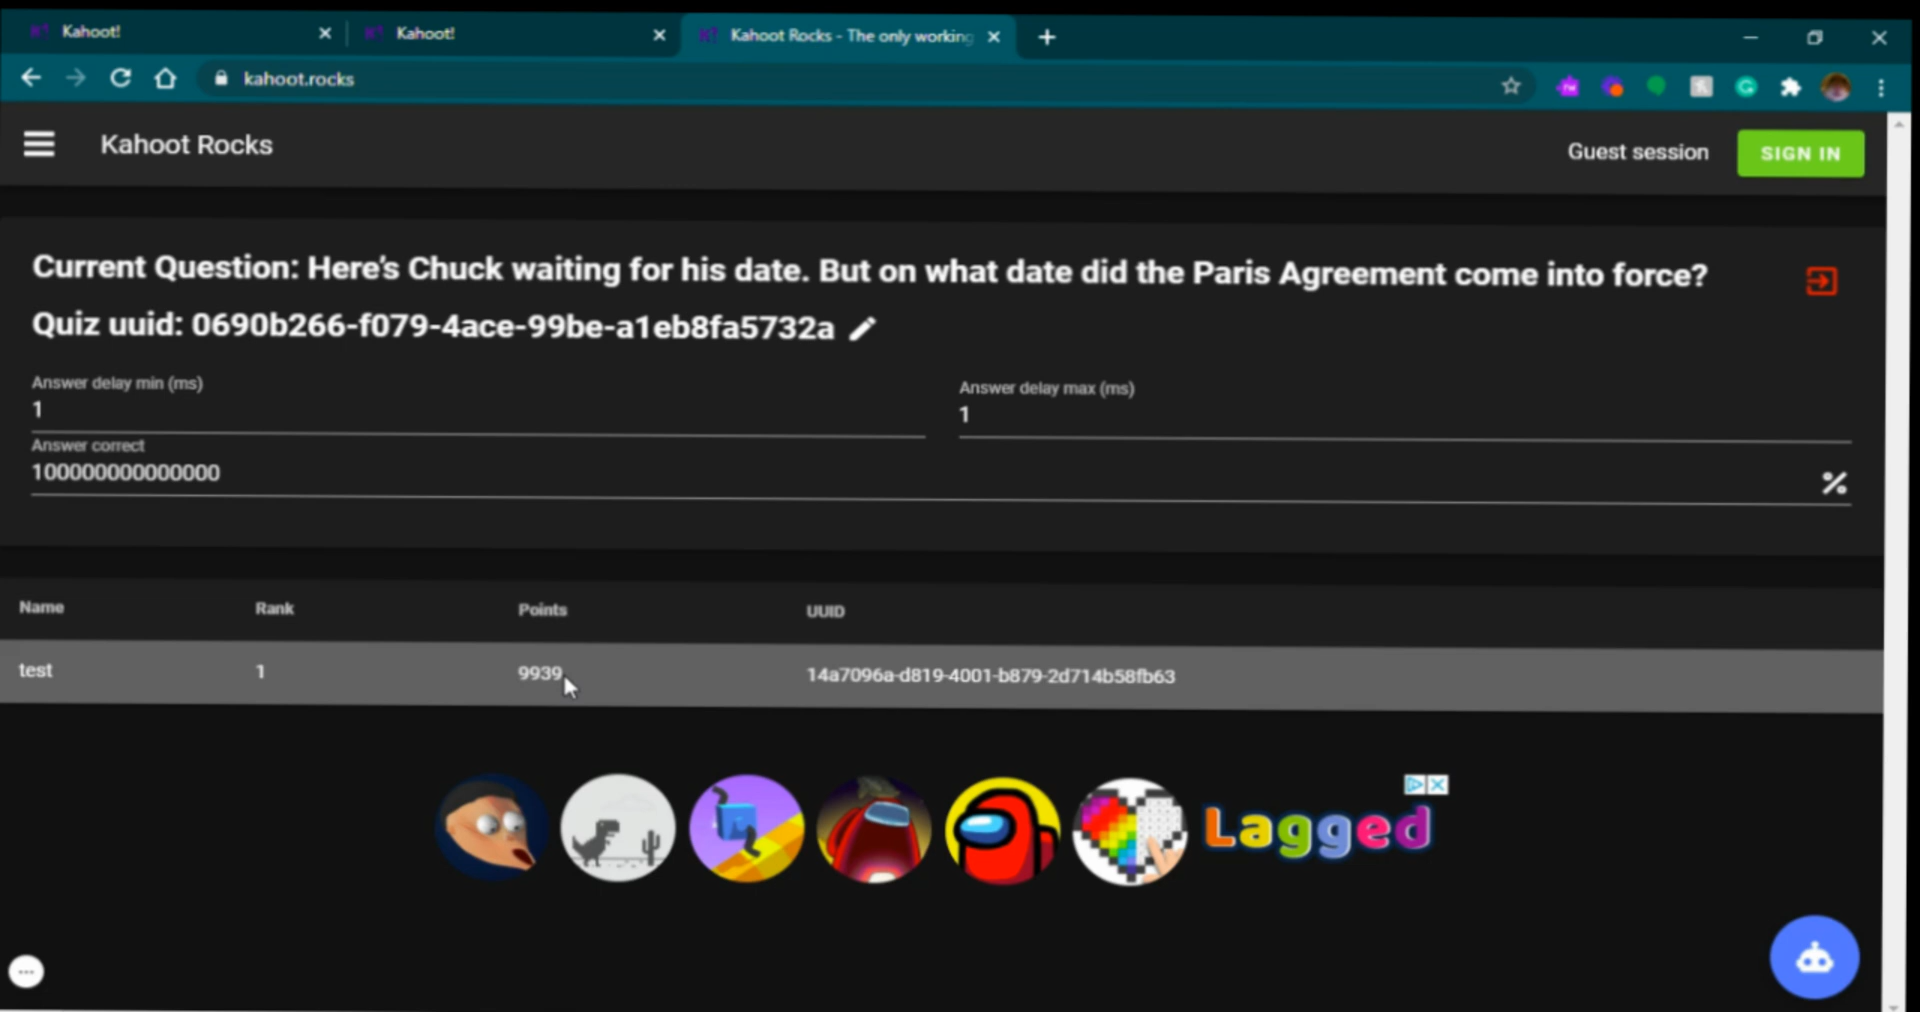 Kahoot!
Kahoot!
Kahoot Rocks - The only working
kahoot.rocks
Kahoot Rocks
Guest session
SIGN IN
Current Question: Here's Chuck waiting for his date. But on what date did the Paris Agreement come into force?
Quiz uuid: 0690b266-f079-4ace-99be-a1eb8fa5732a
Answer delay min (ms)
Answer delay max (ms)
1
1
Answer correct
100000000000000
%
Name Rank Points UUID
test 1 9939 14a7096a-d819-4001-b879-2d714b58fb63
Lagged